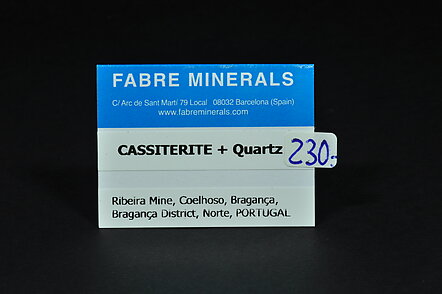 FABRE MINERALS
C/ Arc de Sant Martí 79 Local 08032 Barcelona (Spain)
www.fabreminerals.com
CASSITERITE + Quartz 230.-
Ribeira Mine, Coelhoso, Bragança,
Bragança District, Norte, PORTUGAL